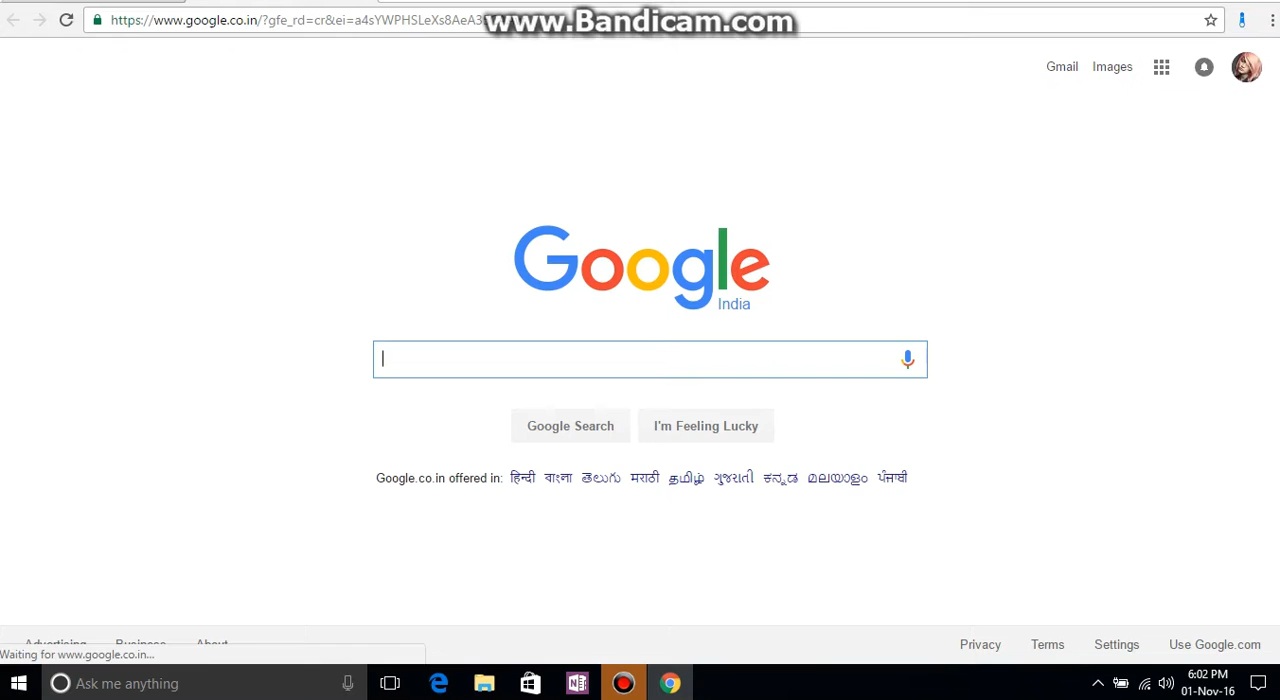 https://www.google.co.in/?gfe_rd=cr&ei=a4sYWPHSLeXs8AeA3
www.Bandicam.com
Gmail Images
Google
India
Google Search I'm Feeling Lucky
Google.co.in offered in: हिन्दी বাংলা తెలుగు मराठी தமிழ் ગુજરાતી ಕನ್ನಡ മലയാളം ਪੰਜਾਬੀ
Advertising Business About Privacy Terms Settings Use Google.com
Waiting for www.google.co.in...
Ask me anything
6:02 PM
01-Nov-16